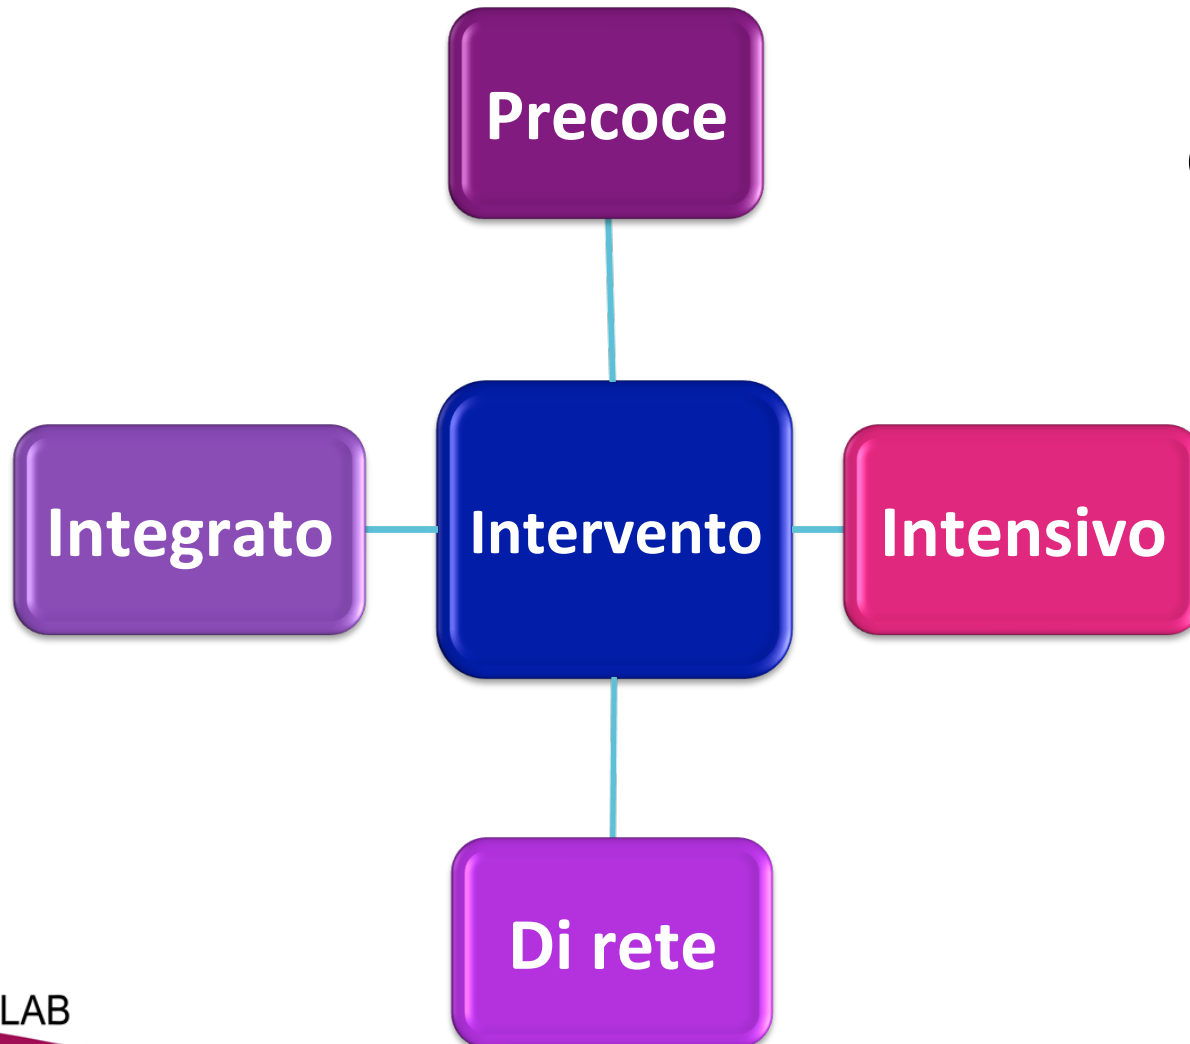 Precoce
Integrato
Intervento
Intensivo
Di rete
LAB